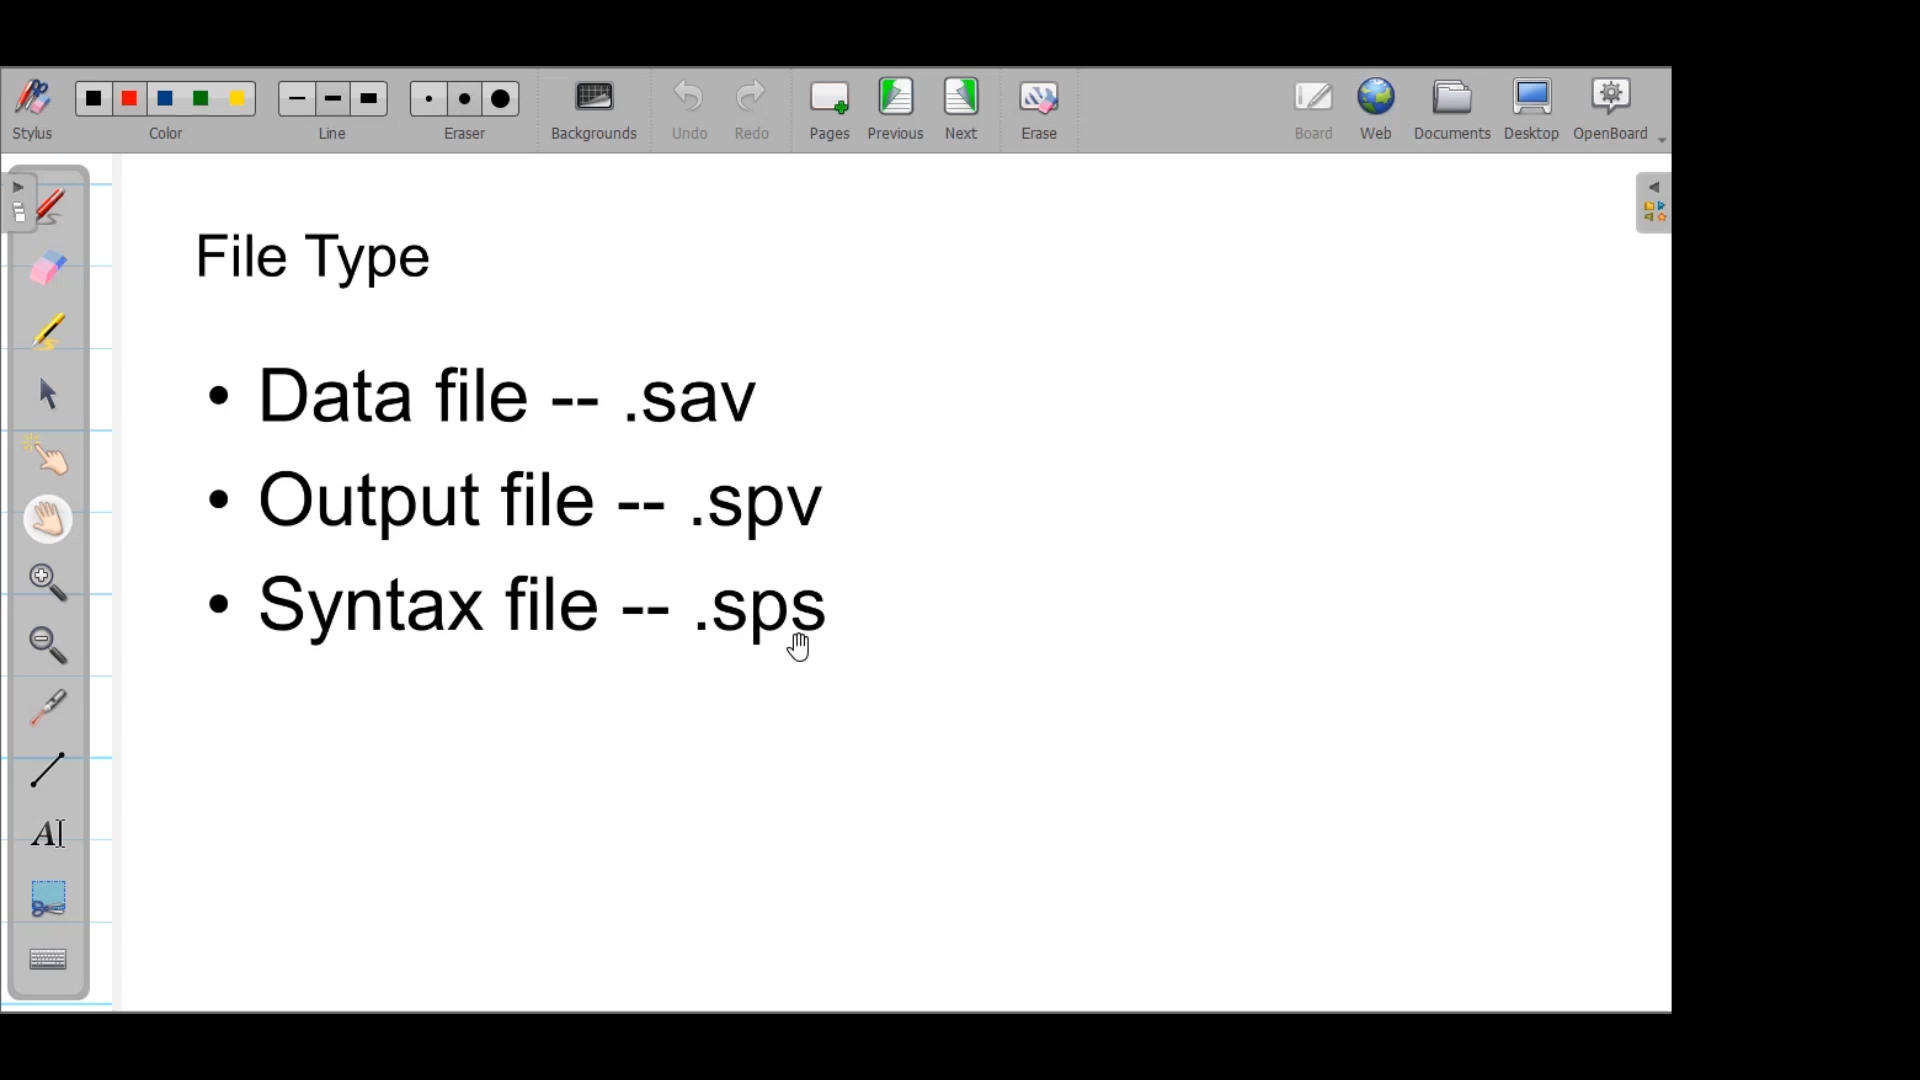 Stylus Color Line Eraser Backgrounds Undo Redo Pages Previous Next Erase Board Web Documents Desktop OpenBoard
File Type
• Data file -- .sav
• Output file -- .spv
• Syntax file -- .sps
AI